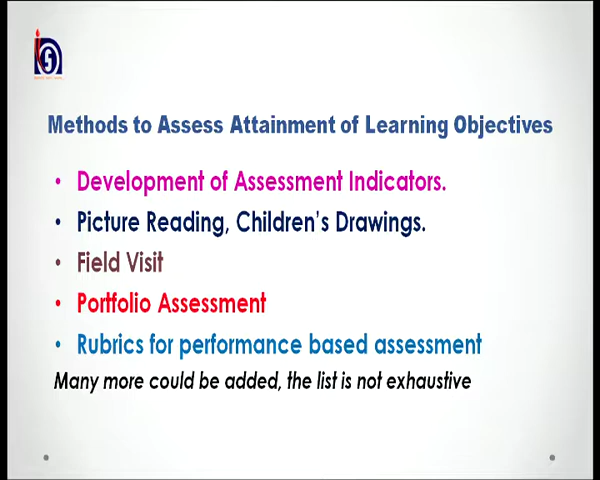 Methods to Assess Attainment of Learning Objectives
• Development of Assessment Indicators.
• Picture Reading, Children's Drawings.
• Field Visit
• Portfolio Assessment
• Rubrics for performance based assessment
Many more could be added, the list is not exhaustive